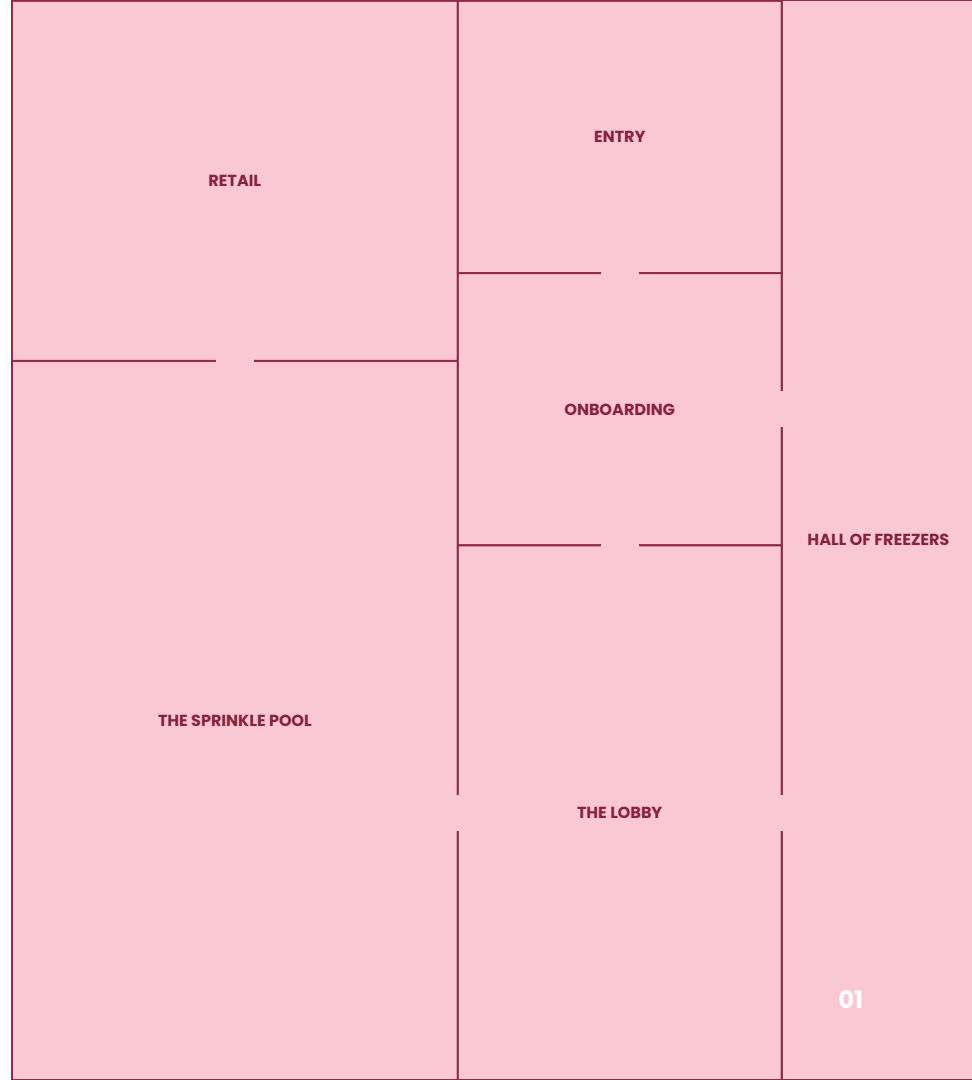 ENTRY
RETAIL
ONBOARDING
HALL OF FREEZERS
THE SPRINKLE POOL
THE LOBBY
01